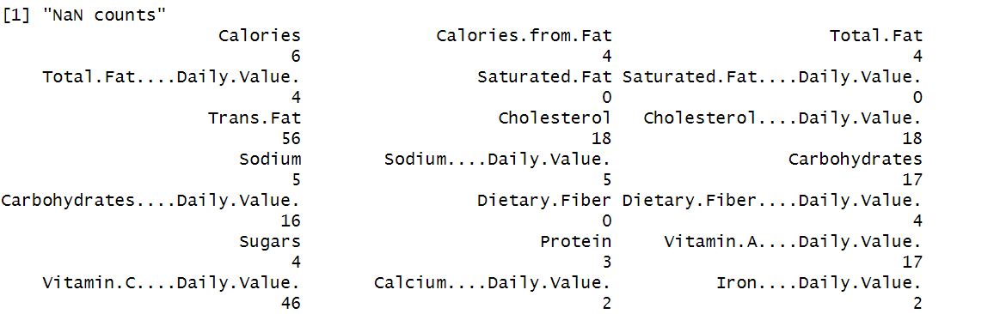 [1] "NaN counts"
Calories Calories.from.Fat Total.Fat
6 4 4
Total.Fat....Daily.Value. Saturated.Fat Saturated.Fat....Daily.Value.
4 0 0
Trans.Fat Cholesterol Cholesterol....Daily.Value.
56 18 18
Sodium Sodium....Daily.Value. Carbohydrates
5 5 17
Carbohydrates....Daily.Value. Dietary.Fiber Dietary.Fiber....Daily.Value.
16 0 4
Sugars Protein Vitamin.A....Daily.Value.
4 3 17
Vitamin.C....Daily.Value. Calcium....Daily.Value. Iron....Daily.Value.
46 2 2